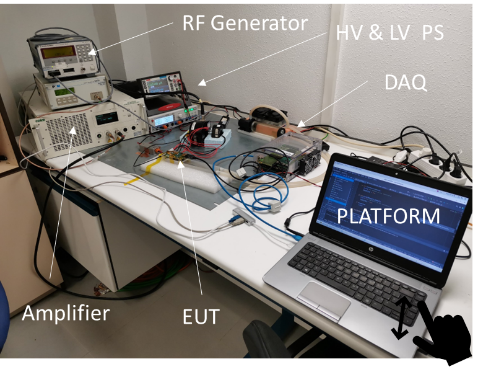 RF Generator
HV & LV PS
DAQ
PLATFORM
Amplifier
EUT